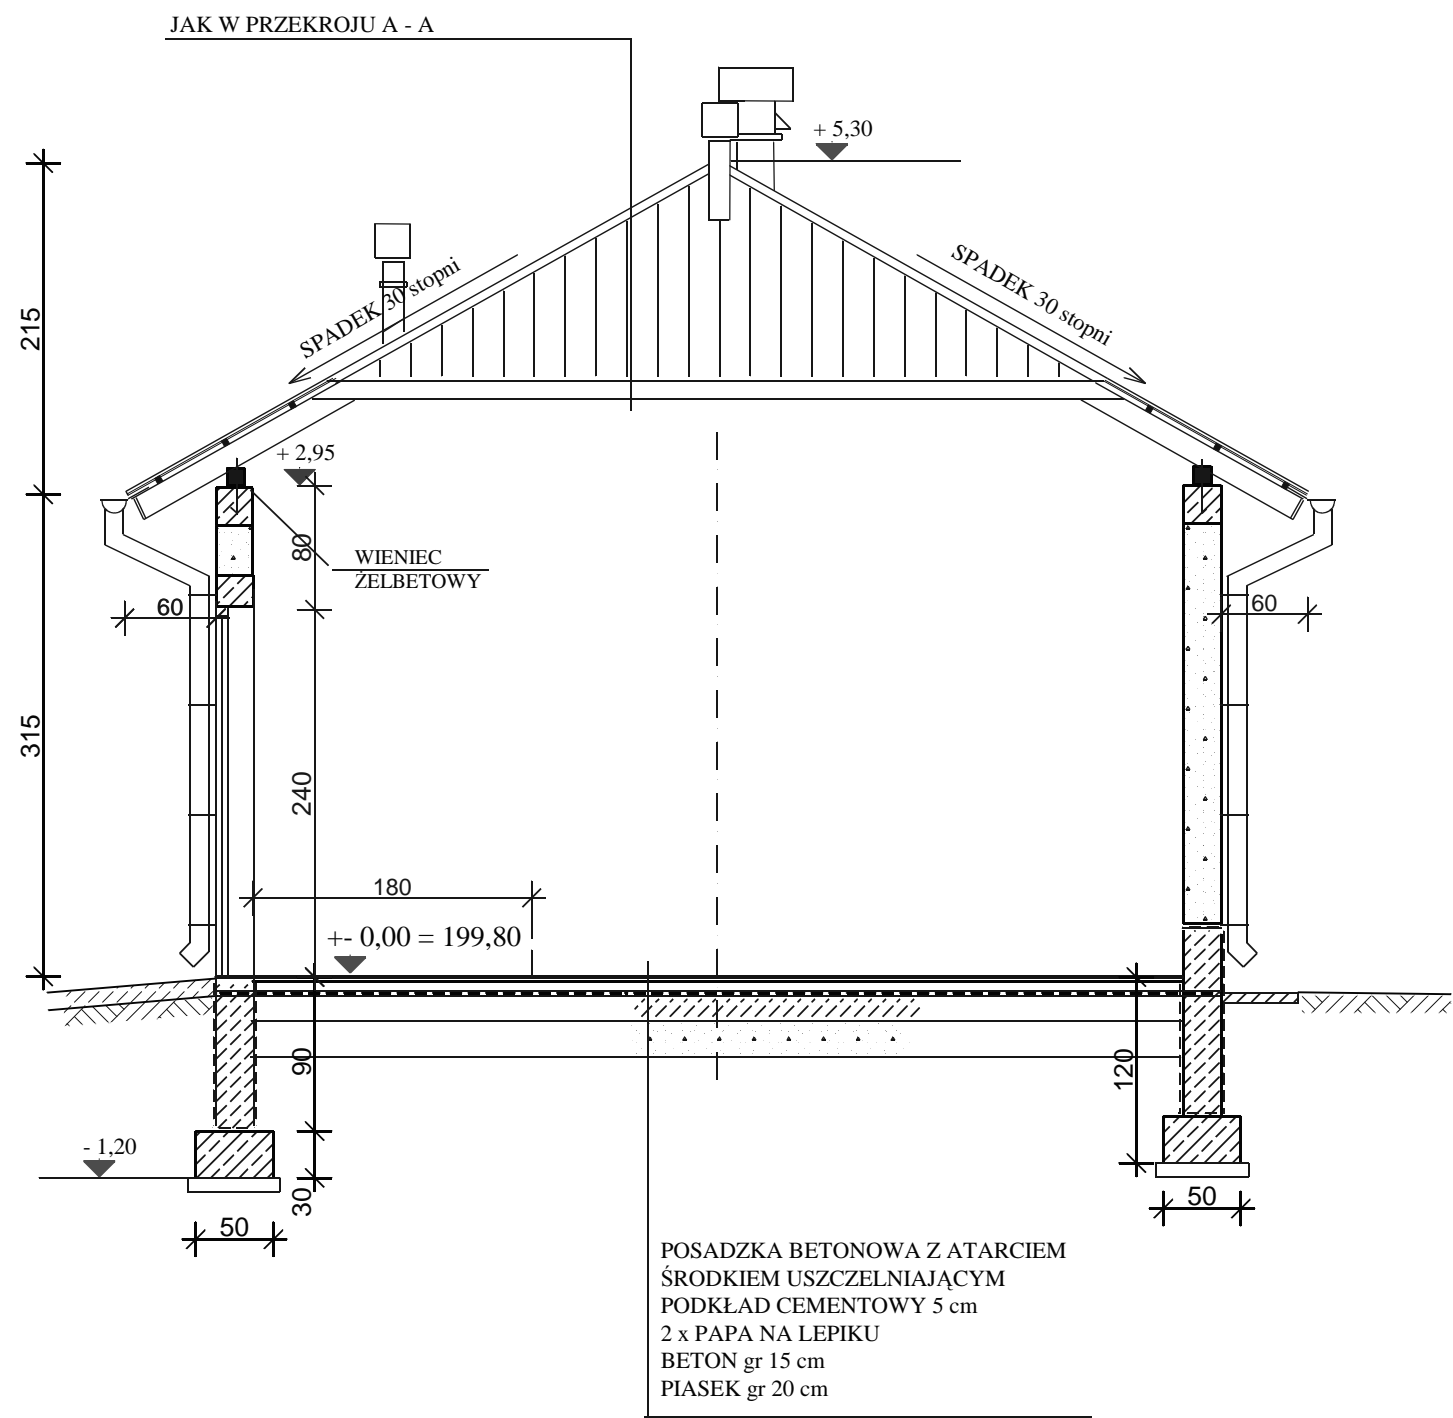 JAK W PRZEKROJU A - A
+ 5,30
SPADEK 30 stopni
SPADEK 30 stopni
215
+ 2,95
80
WIENIEC
ŻELBETOWY
60
60
315
240
180
+- 0,00 = 199,80
90
120
- 1,20
30
50
50
POSADZKA BETONOWA Z ATARCIEM
ŚRODKIEM USZCZELNIAJĄCYM
PODKŁAD CEMENTOWY 5 cm
2 x PAPA NA LEPIKU
BETON gr 15 cm
PIASEK gr 20 cm